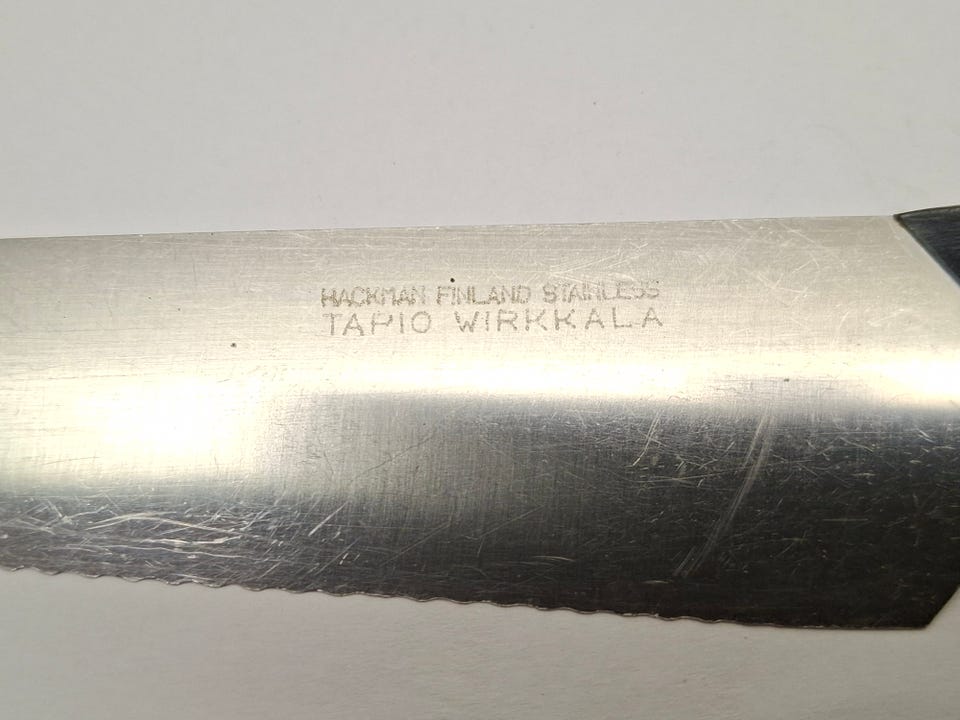 HACKMAN FINLAND STAINLESS
TAPIO WIRKKALA